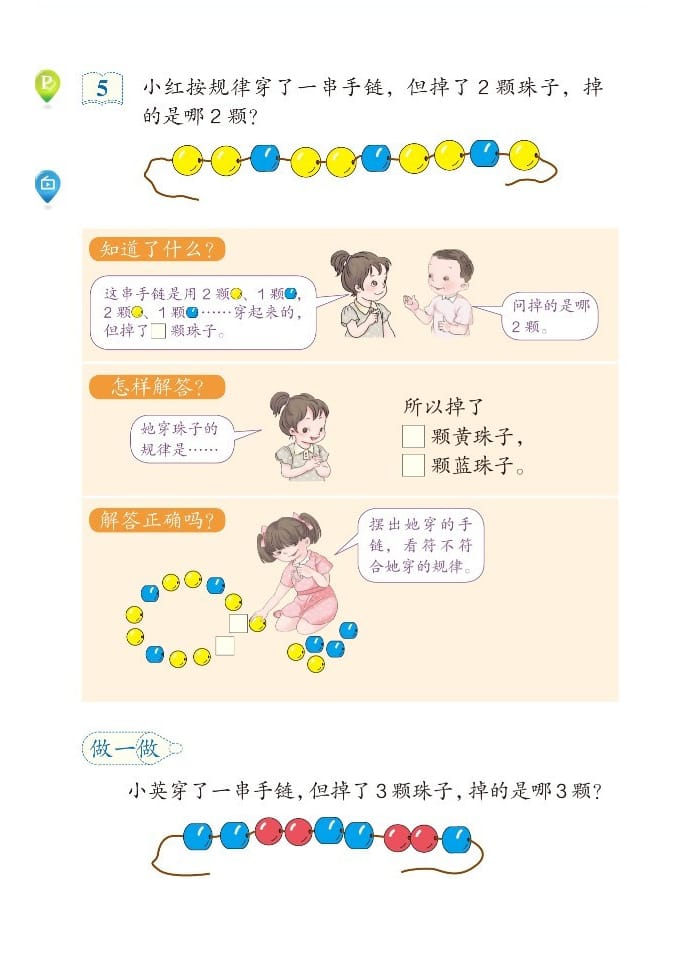 P
5
小红按规律穿了一串手链，但掉了2颗珠子，掉
的是哪2颗？
知道了什么？
这串手链是用2颗、1颗，
2颗、1颗……穿起来的，
但掉了□颗珠子。
问掉的是哪
2颗。
怎样解答？
她穿珠子的
规律是……
所以掉了
□颗黄珠子，
□颗蓝珠子。
解答正确吗？
摆出她穿的手
链，看符不符
合她穿的规律。
做一做
小英穿了一串手链，但掉了3颗珠子，掉的是哪3颗？